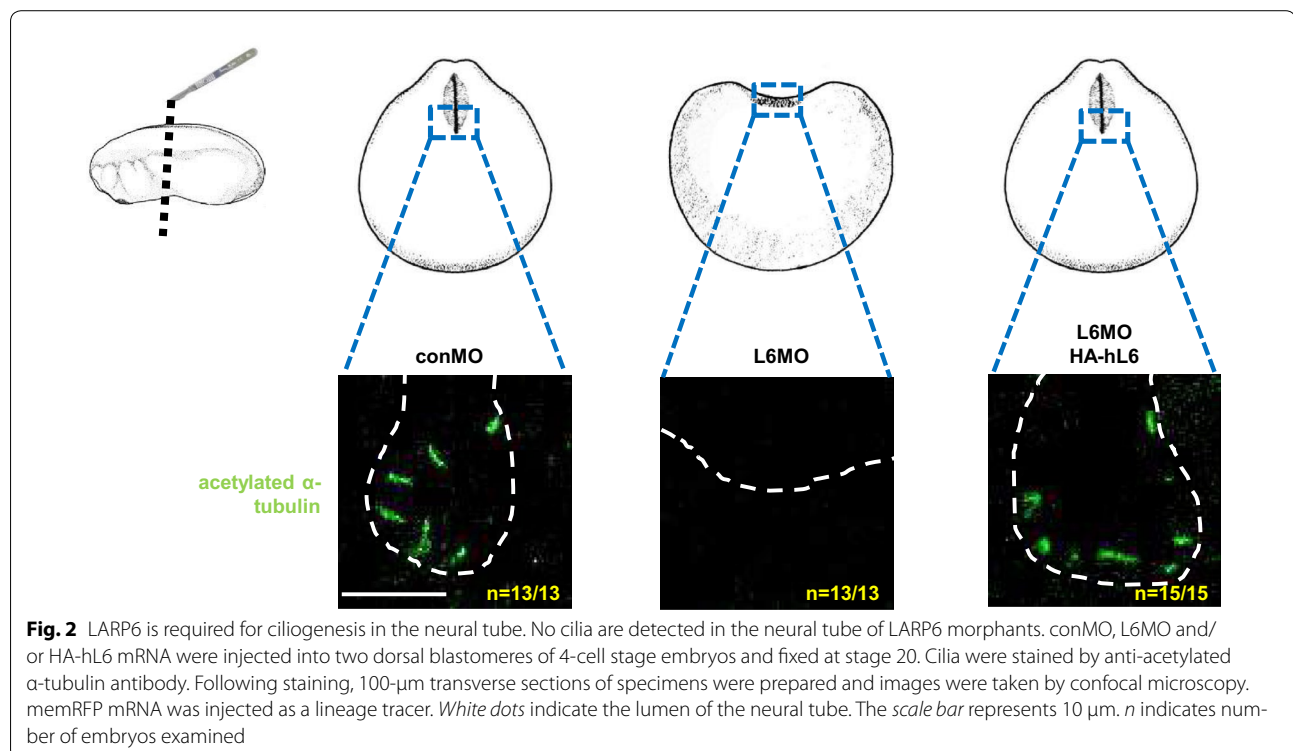 conMO
L6MO
L6MO
HA-hL6
acetylated α-
tubulin
n=13/13
n=13/13
n=15/15
Fig. 2 LARP6 is required for ciliogenesis in the neural tube. No cilia are detected in the neural tube of LARP6 morphants. conMO, L6MO and/
or HA-hL6 mRNA were injected into two dorsal blastomeres of 4-cell stage embryos and fixed at stage 20. Cilia were stained by anti-acetylated
α-tubulin antibody. Following staining, 100-μm transverse sections of specimens were prepared and images were taken by confocal microscopy.
memRFP mRNA was injected as a lineage tracer. White dots indicate the lumen of the neural tube. The scale bar represents 10 μm. n indicates num-
ber of embryos examined